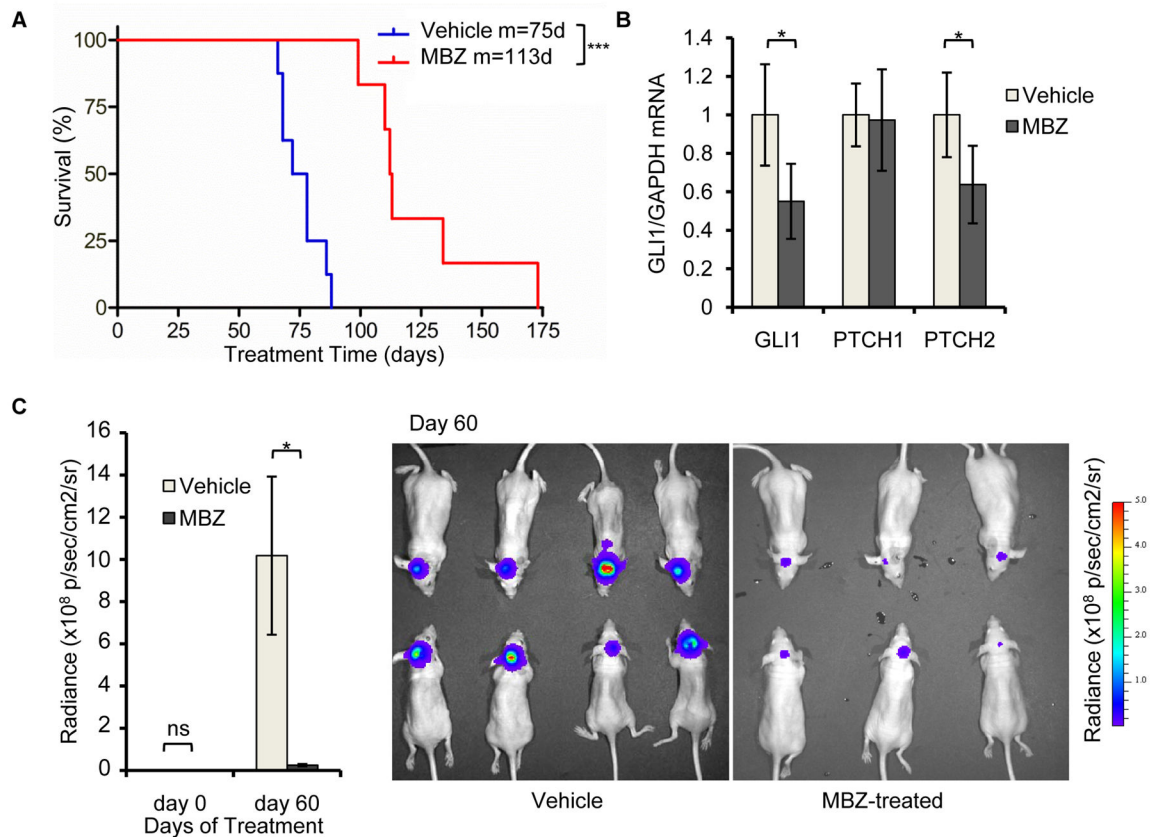 A
Vehicle m=75d
MBZ m=113d
***
100
75
50
25
0
Survival (%)
0 25 50 75 100 125 150 175
Treatment Time (days)
B
1.4
1.2
1
0.8
0.6
0.4
0.2
0
GLI1/GAPDH mRNA
* *
Vehicle
MBZ
GLI1 PTCH1 PTCH2
C
16
14
12
10
8
6
4
2
0
Radiance (x10⁸ p/sec/cm2/sr)
*
Vehicle
MBZ
ns
day 0 day 60
Days of Treatment
Day 60
Vehicle MBZ-treated
5.0
4.0
3.0
2.0
1.0
Radiance (x10⁸ p/sec/cm2/sr)